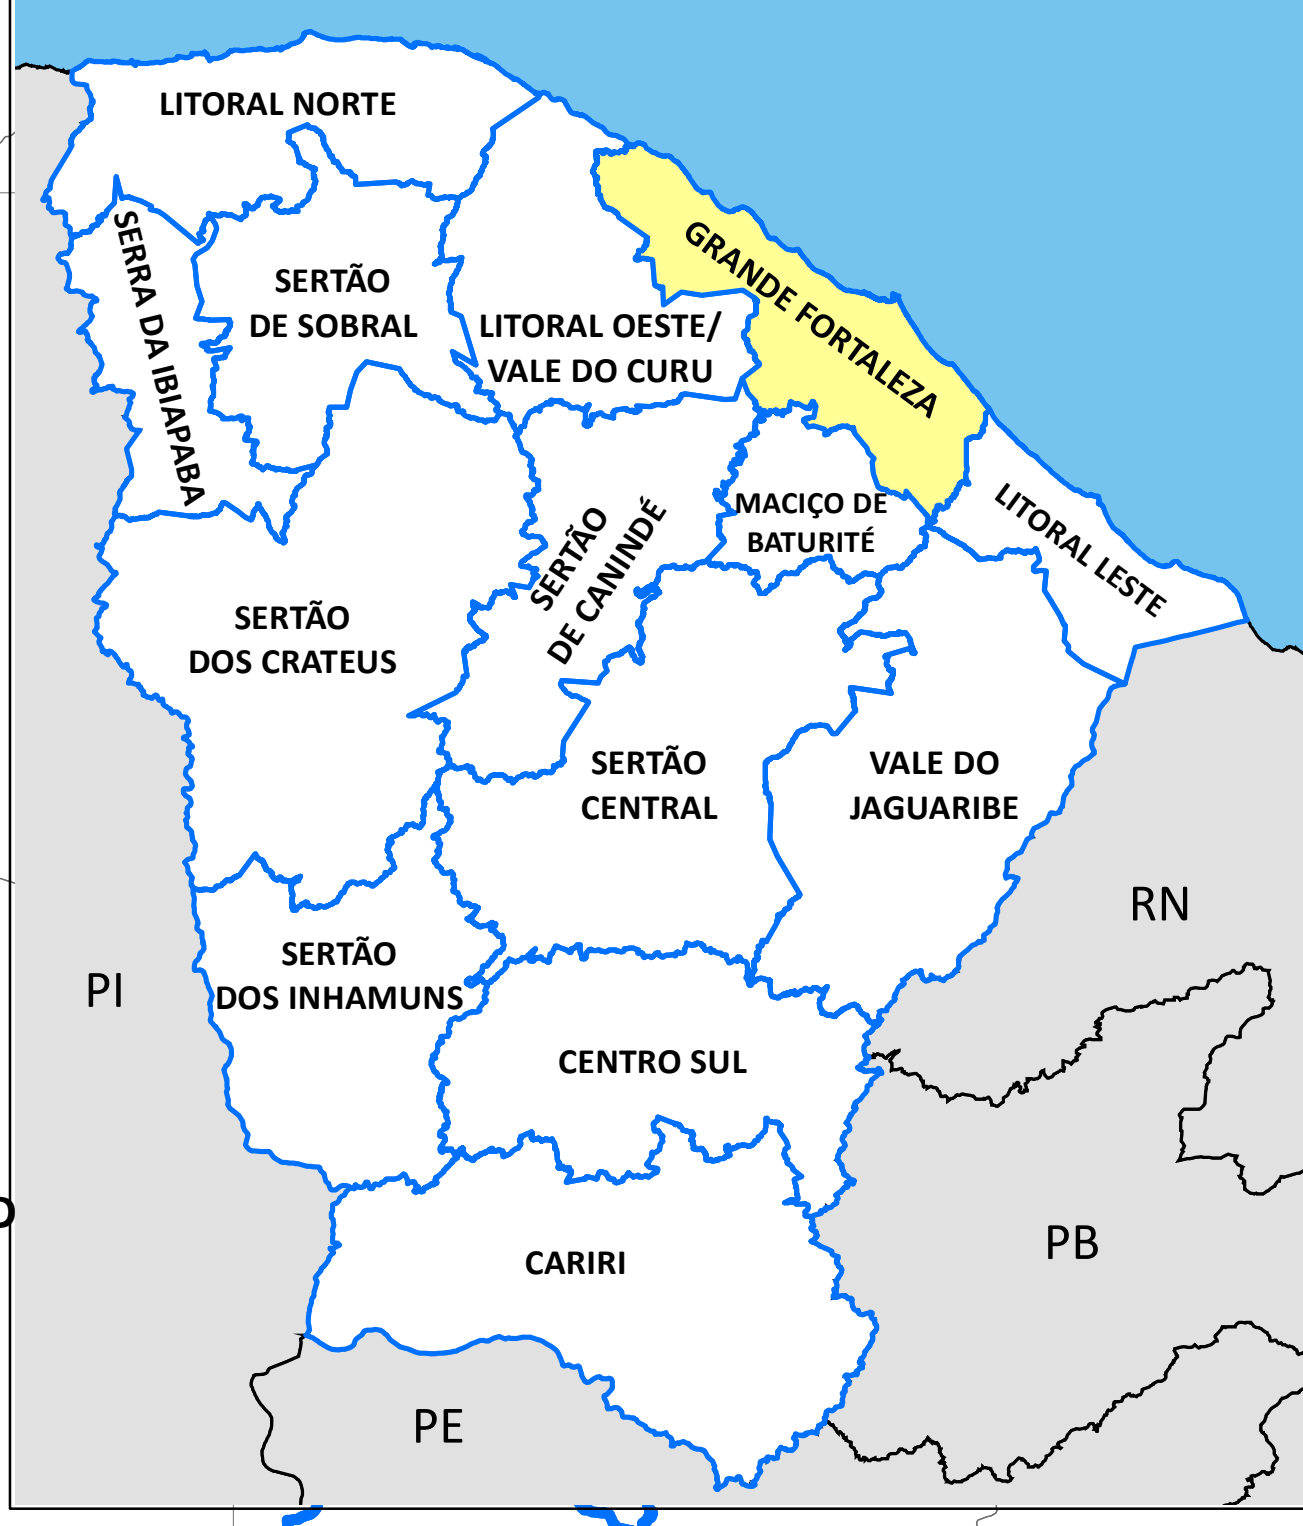 LITORAL NORTE
SERRA DA IBIAPABA
SERTÃO
DE SOBRAL
GRANDE FORTALEZA
LITORAL OESTE/
VALE DO CURU
MACIÇO DE
BATURITÉ
LITORAL LESTE
SERTÃO
DE CANINDÉ
SERTÃO
DOS CRATEUS
SERTÃO
CENTRAL
VALE DO
JAGUARIBE
RN
SERTÃO
DOS INHAMUNS
PI
CENTRO SUL
PB
CARIRI
PE